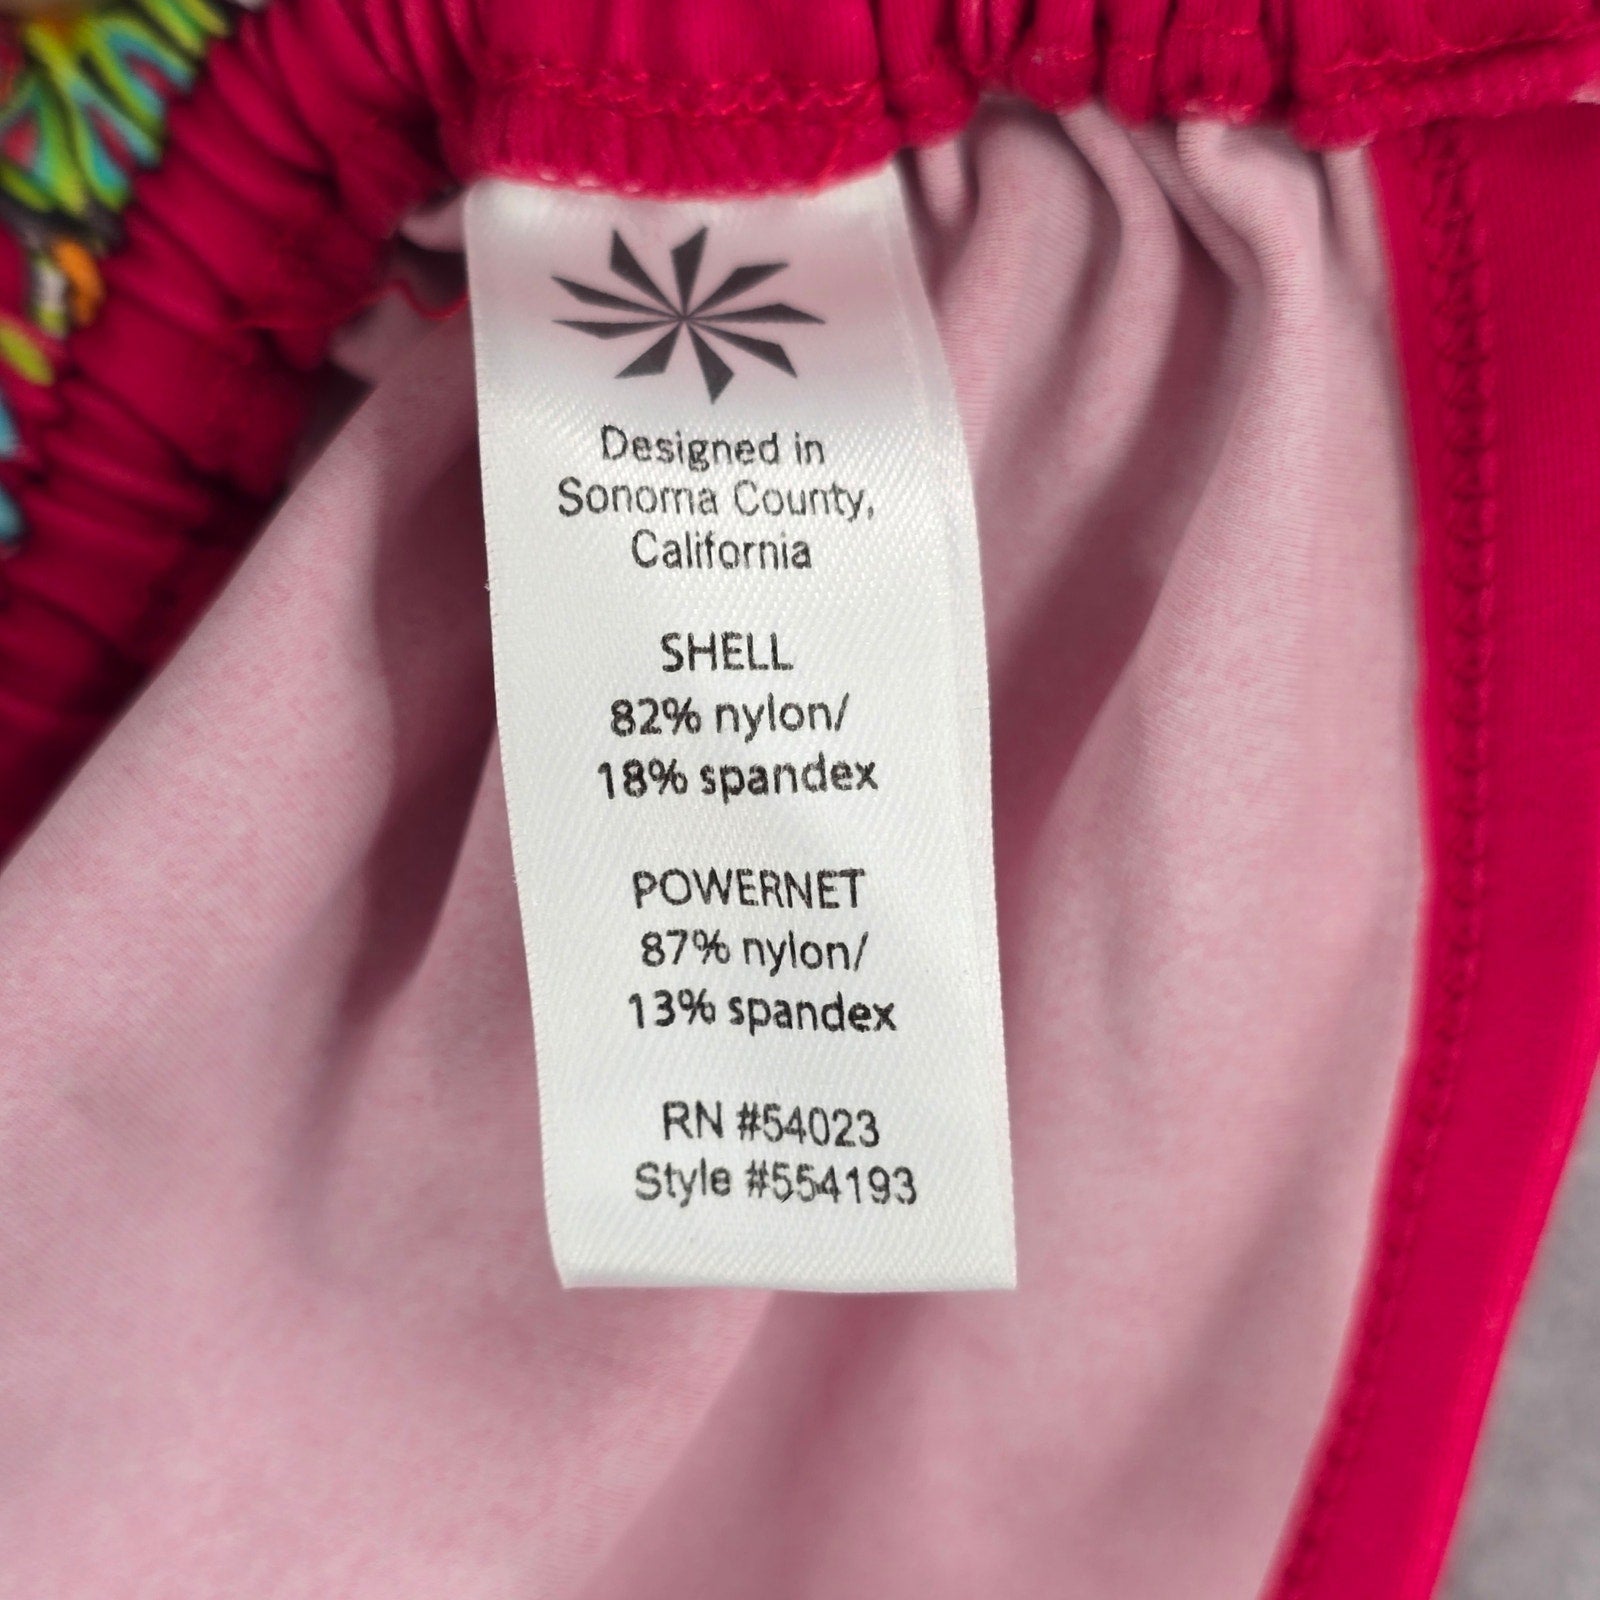 Designed in
Sonoma County,
California
SHELL
82% nylon/
18% spandex
POWERNET
87% nylon/
13% spandex
RN #54023
Style #554193